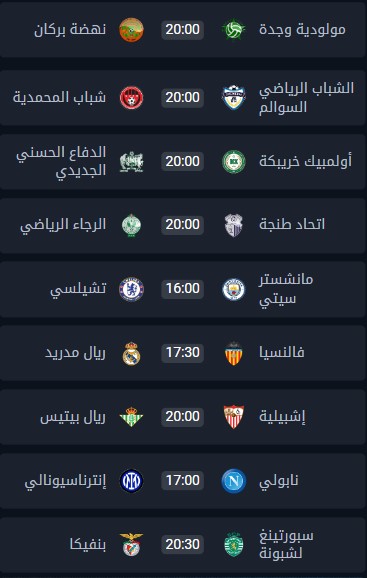 مولودية وجدة 20:00 نهضة بركان
الشباب الرياضي السوالم 20:00 شباب المحمدية
أولمبيك خريبكة 20:00 الدفاع الحسني الجديدي
اتحاد طنجة 20:00 الرجاء الرياضي
مانشستر سيتي 16:00 تشيلسي
فالنسيا 17:30 ريال مدريد
إشبيلية 20:00 ريال بيتيس
نابولي 17:00 إنترناسيونالي
سبورتينغ لشبونة 20:30 بنفيكا